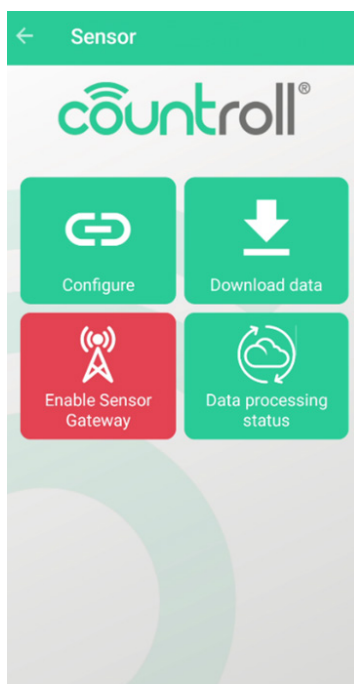 Sensor
countroll®
Configure
Download data
Enable Sensor
Gateway
Data processing
status